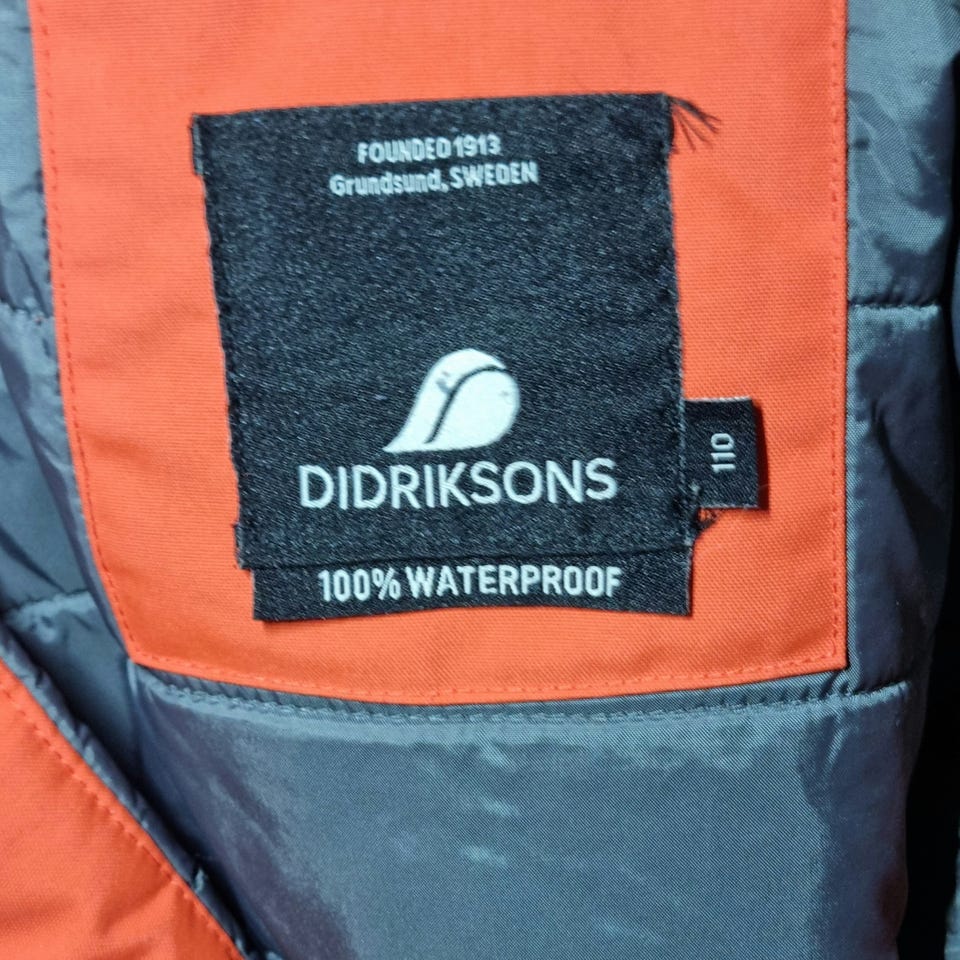 FOUNDED 1913
Grundsund, SWEDEN
DIDRIKSONS
110
100% WATERPROOF